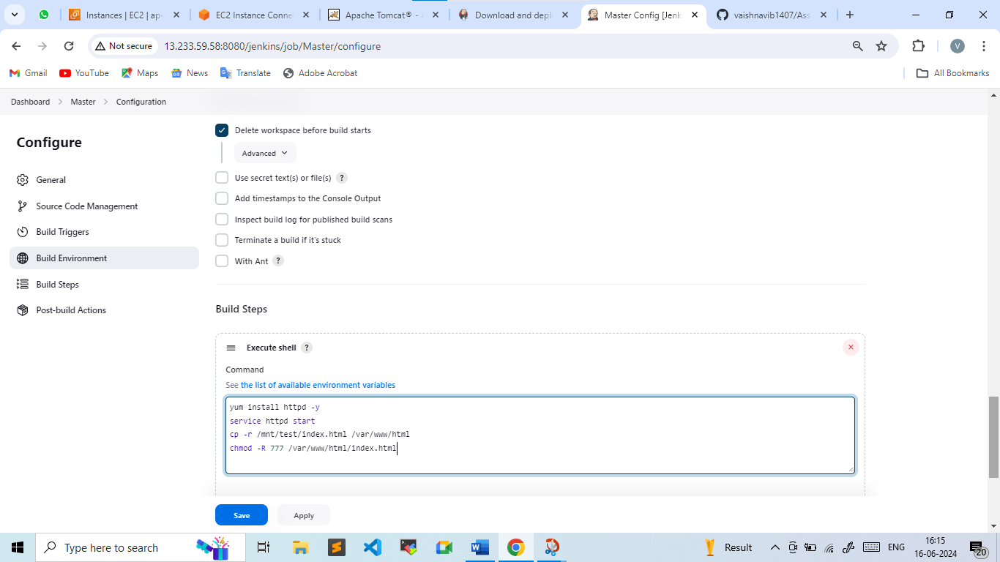 Instances | EC2 | ap-
EC2 Instance Conne
Apache Tomcat® - A
Download and depl
Master Config [Jenk
vaishnavib1407/Ass
Not secure
13.233.59.58:8080/jenkins/job/Master/configure
V
Gmail
YouTube
Maps
News
Translate
Adobe Acrobat
All Bookmarks
Dashboard > Master > Configuration
Configure
General
Source Code Management
Build Triggers
Build Environment
Build Steps
Post-build Actions
Delete workspace before build starts
Advanced
Use secret text(s) or file(s) ?
Add timestamps to the Console Output
Inspect build log for published build scans
Terminate a build if it's stuck
With Ant ?
Build Steps
Execute shell ?
Command
See the list of available environment variables
yum install httpd -y
service httpd start
cp -r /mnt/test/index.html /var/www/html
chmod -R 777 /var/www/html/index.html
Save
Apply
Type here to search
Result
ENG
16:15
16-06-2024
20